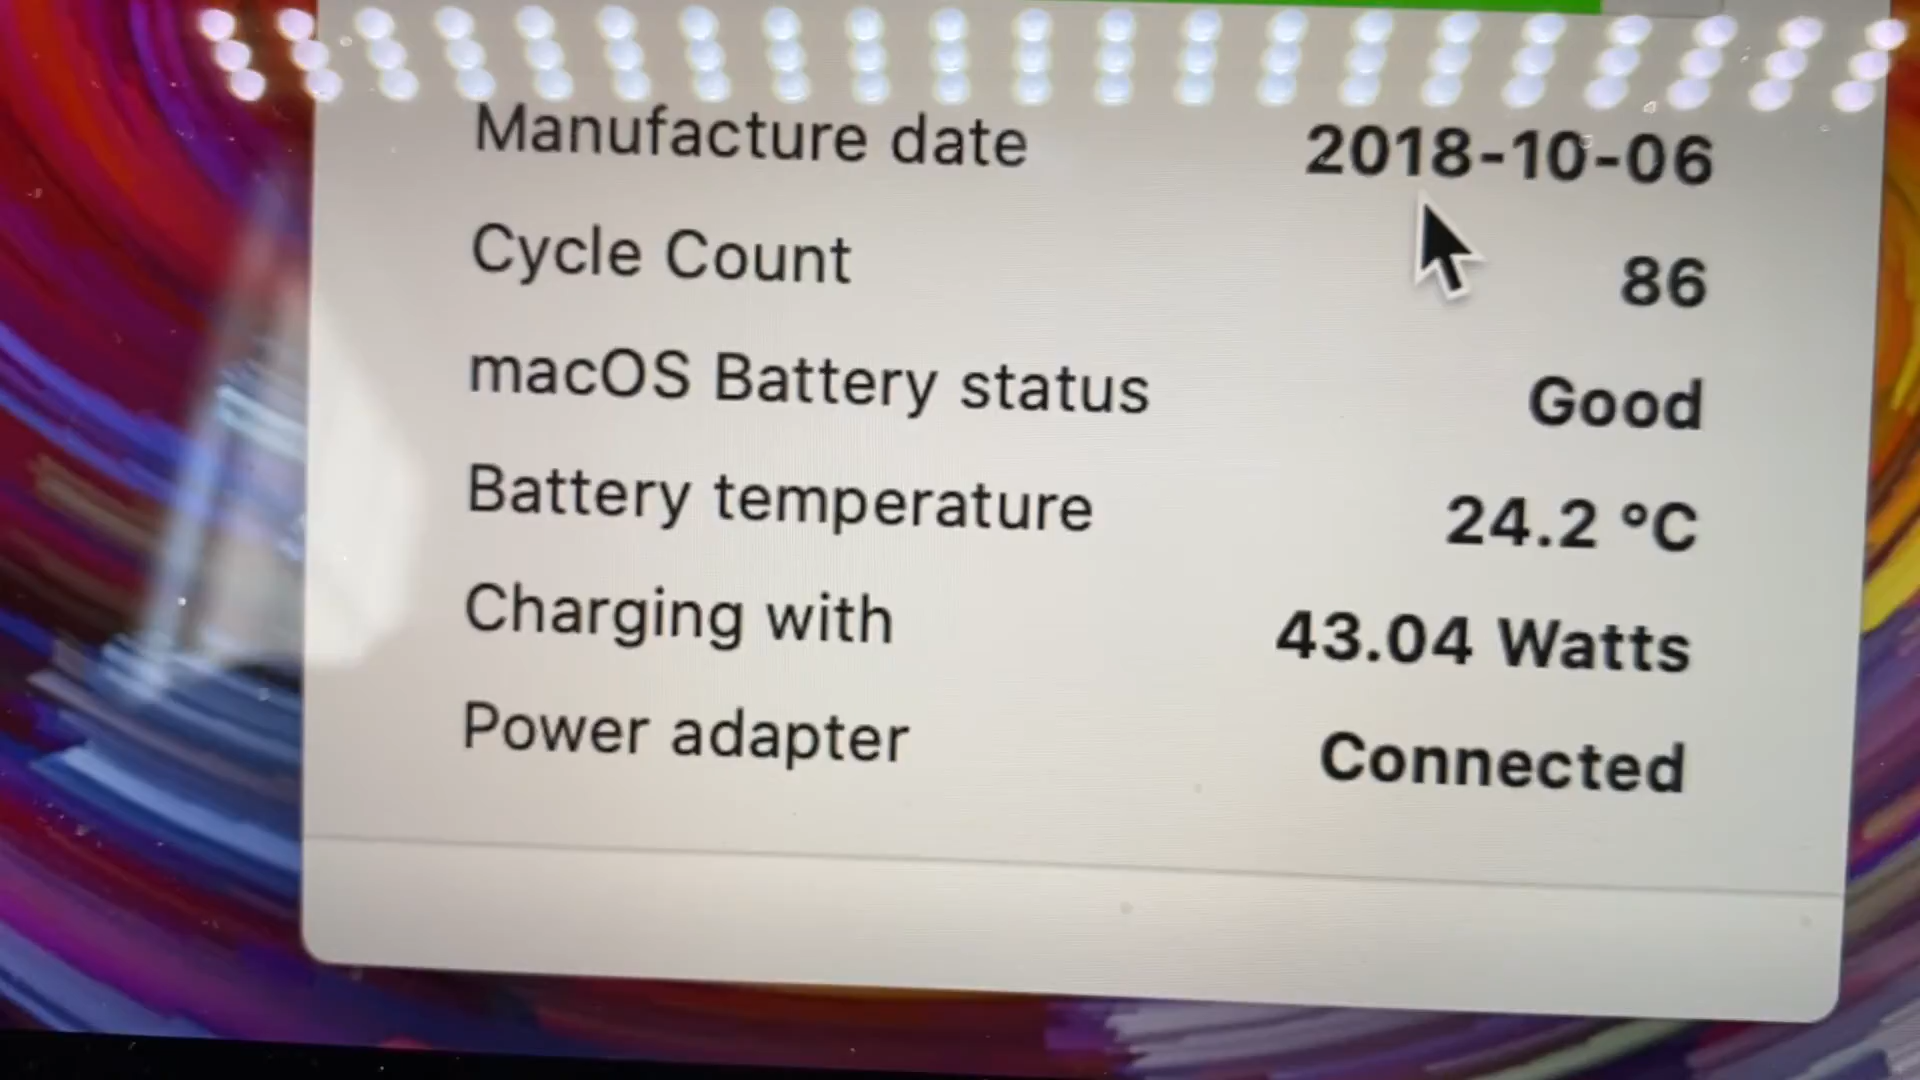 Manufacture date 2018-10-06
Cycle Count 86
macOS Battery status Good
Battery temperature 24.2 °C
Charging with 43.04 Watts
Power adapter Connected